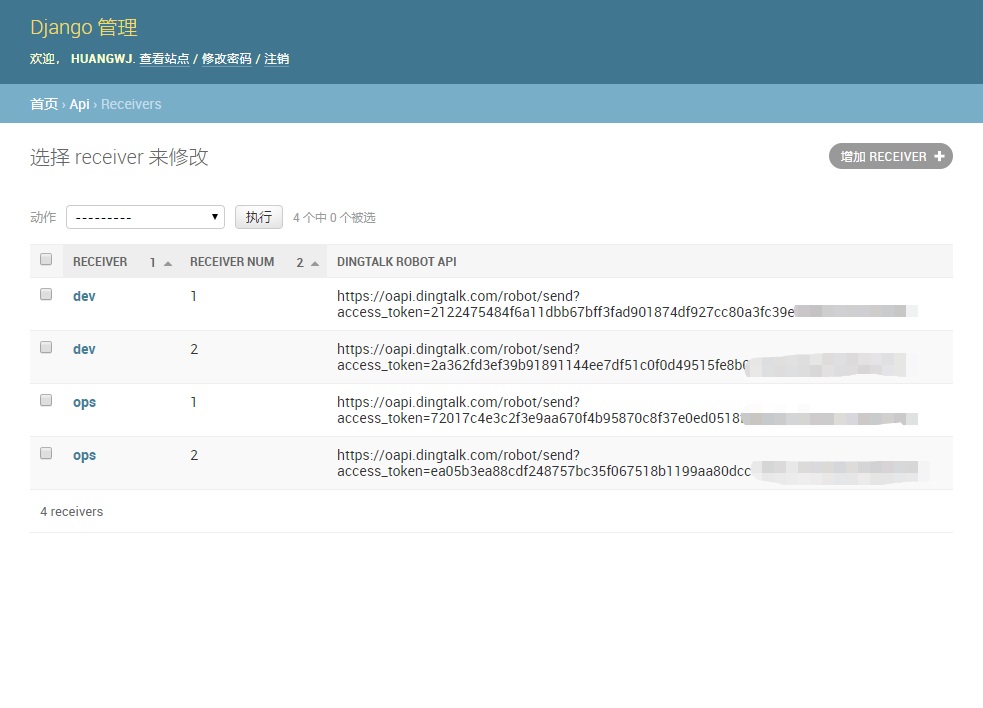 Django 管理
欢迎， HUANGWJ. 查看站点 / 修改密码 / 注销
首页 › Api › Receivers
选择 receiver 来修改
增加 RECEIVER +
动作 --------- 执行 4 个中 0 个被选
RECEIVER 1 RECEIVER NUM 2 DINGTALK ROBOT API
dev 1 https://oapi.dingtalk.com/robot/send?
access_token=2122475484f6a11dbb67bff3fad901874df927cc80a3fc39e
dev 2 https://oapi.dingtalk.com/robot/send?
access_token=2a362fd3ef39b91891144ee7df51c0f0d49515fe8b
ops 1 https://oapi.dingtalk.com/robot/send?
access_token=72017c4e3c2f3e9aa670f4b95870c8f37e0ed0518
ops 2 https://oapi.dingtalk.com/robot/send?
access_token=ea05b3ea88cdf248757bc35f067518b1199aa80dcc
4 receivers